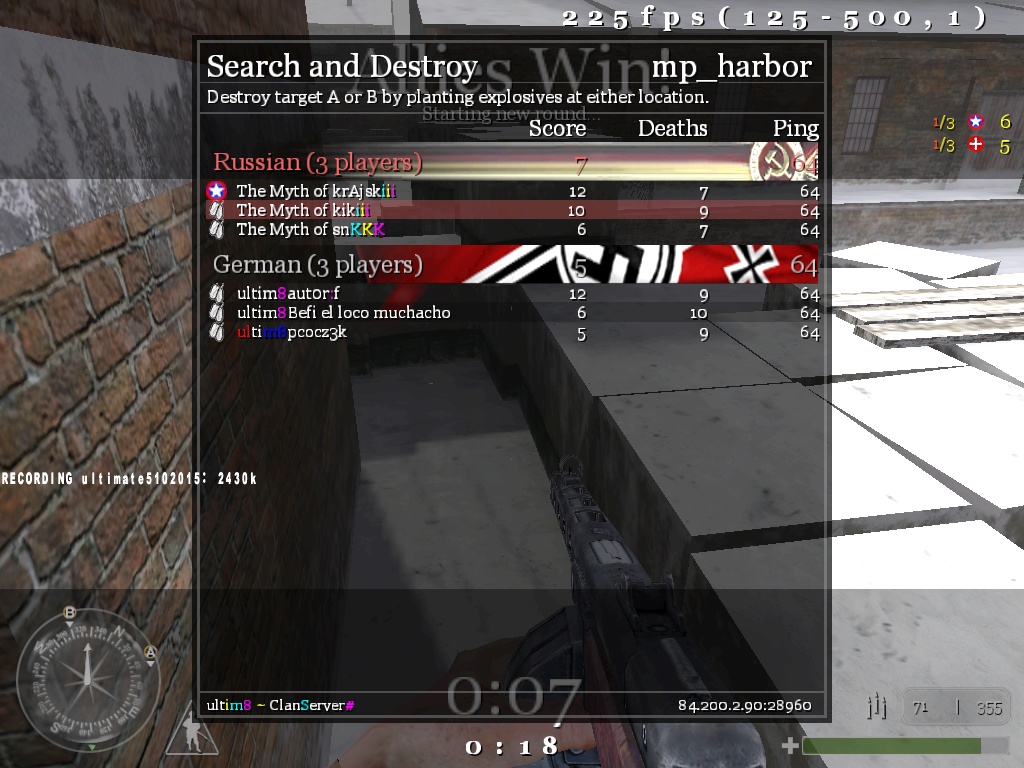 225fps(125-500,1)
Allies Win!
Search and Destroy mp_harbor
Destroy target A or B by planting explosives at either location.
Starting new round...
Score Deaths Ping
1/3 6
1/3 5
Russian (3 players) 7 64
The Myth of krAjskiii 12 7 64
The Myth of kikiii 10 9 64
The Myth of snKKK 6 7 64
German (3 players) 5 64
ultim8autor:f 12 9 64
ultim8Befi el loco muchacho 6 10 64
ultim8pcocz3k 5 9 64
RECORDING ultimate5102015: 2430k
B
N
A
S
0:07
ultim8 ~ ClanServer# 84.200.2.90:28960
71 | 355
0:18